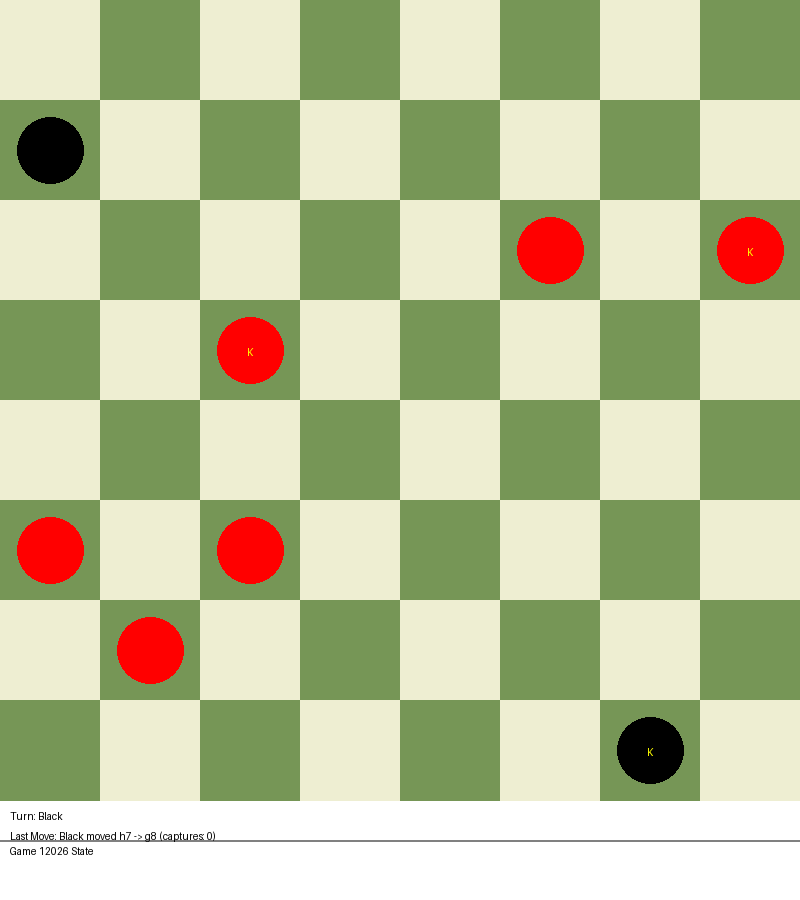 K
K
K
Turn: Black
Last Move: Black moved h7 -> g8 (captures: 0)
Game 12026 State